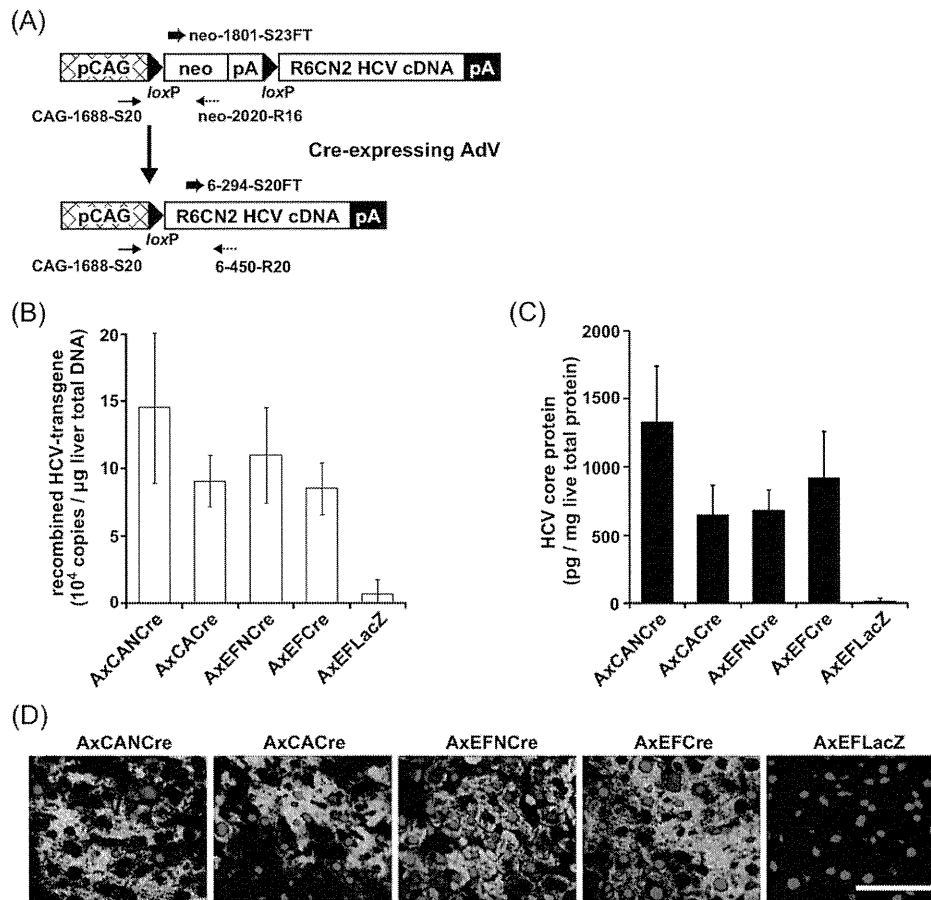 (A)
neo-1801-S23FT
pCAG neo pA R6CN2 HCV cDNA pA
loxP loxP
CAG-1688-S20 neo-2020-R16
Cre-expressing AdV
6-294-S20FT
pCAG R6CN2 HCV cDNA pA
loxP
CAG-1688-S20 6-450-R20
(B)
recombined HCV-transgene
(10⁴ copies / µg liver total DNA)
20
15
10
5
0
AxCANCre
AxCACre
AxEFNCre
AxEFCre
AxEFLacZ
(C)
HCV core protein
(pg / mg live total protein)
2000
1500
1000
500
0
AxCANCre
AxCACre
AxEFNCre
AxEFCre
AxEFLacZ
(D)
AxCANCre AxCACre AxEFNCre AxEFCre AxEFLacZ